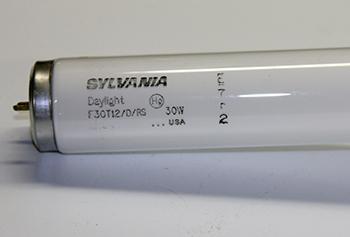 SYLVANIA
Daylight Hg
F30T12/D/RS 30W
... USA
2